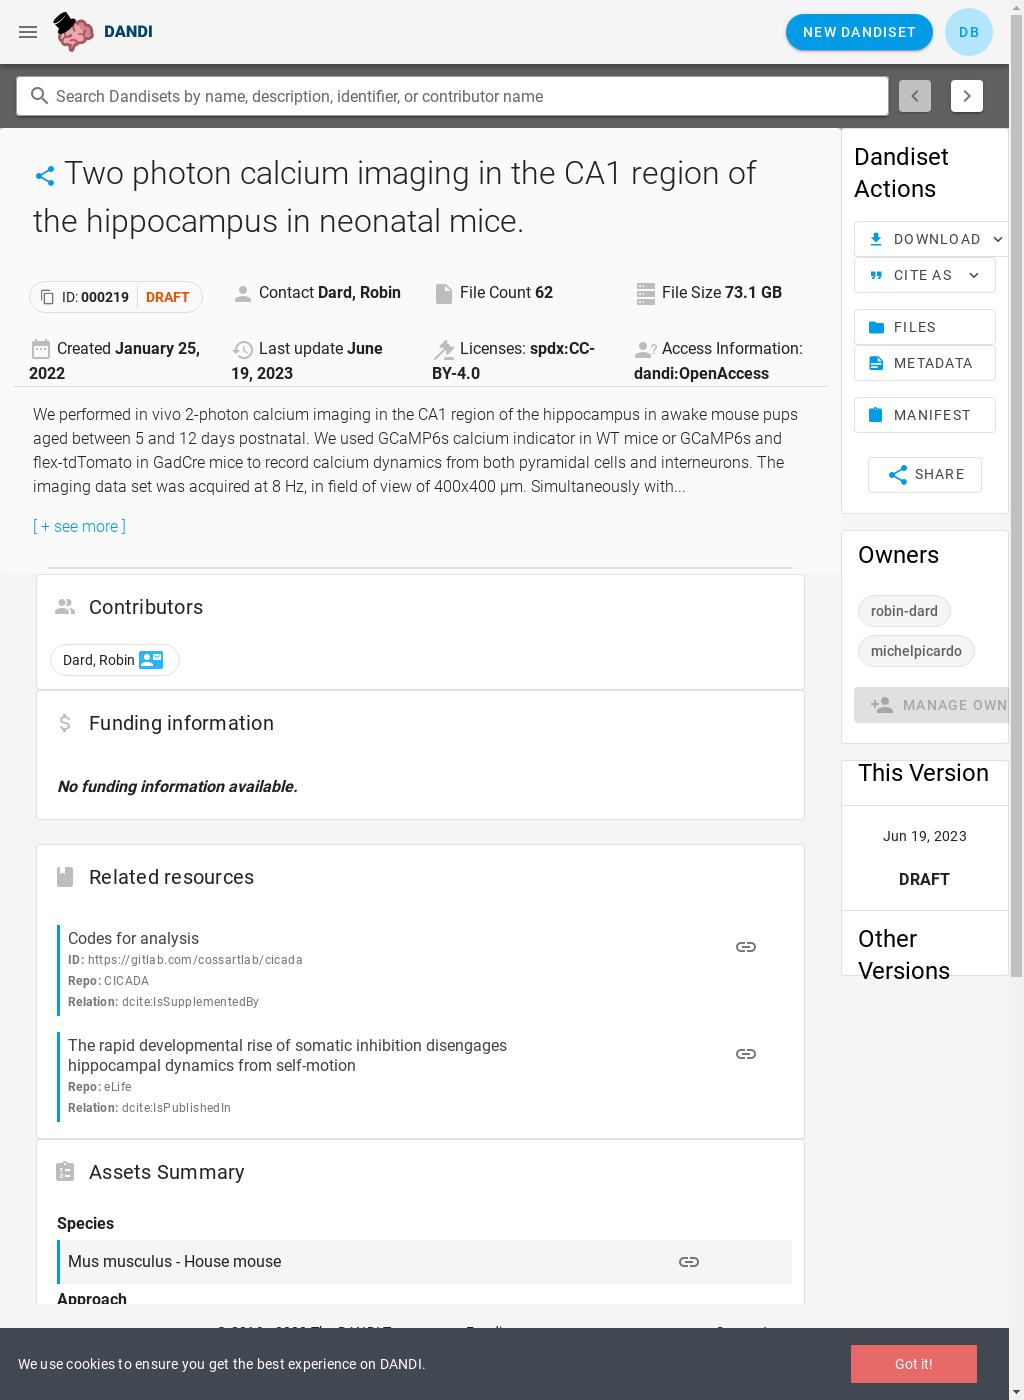 DANDI
NEW DANDISET
DB
Search Dandisets by name, description, identifier, or contributor name
Two photon calcium imaging in the CA1 region of
the hippocampus in neonatal mice.
ID: 000219 DRAFT
Contact Dard, Robin
File Count 62
File Size 73.1 GB
Created January 25,
2022
Last update June
19, 2023
Licenses: spdx:CC-
BY-4.0
Access Information:
dandi:OpenAccess
We performed in vivo 2-photon calcium imaging in the CA1 region of the hippocampus in awake mouse pups
aged between 5 and 12 days postnatal. We used GCaMP6s calcium indicator in WT mice or GCaMP6s and
flex-tdTomato in GadCre mice to record calcium dynamics from both pyramidal cells and interneurons. The
imaging data set was acquired at 8 Hz, in field of view of 400x400 µm. Simultaneously with...
[ + see more ]
Contributors
Dard, Robin
Funding information
No funding information available.
Related resources
Codes for analysis
ID: https://gitlab.com/cossartlab/cicada
Repo: CICADA
Relation: dcite:IsSupplementedBy
The rapid developmental rise of somatic inhibition disengages
hippocampal dynamics from self-motion
Repo: eLife
Relation: dcite:IsPublishedIn
Assets Summary
Species
Mus musculus - House mouse
Approach
Dandiset
Actions
DOWNLOAD
CITE AS
FILES
METADATA
MANIFEST
SHARE
Owners
robin-dard
michelpicardo
MANAGE OWN
This Version
Jun 19, 2023
DRAFT
Other
Versions
We use cookies to ensure you get the best experience on DANDI.
Got it!